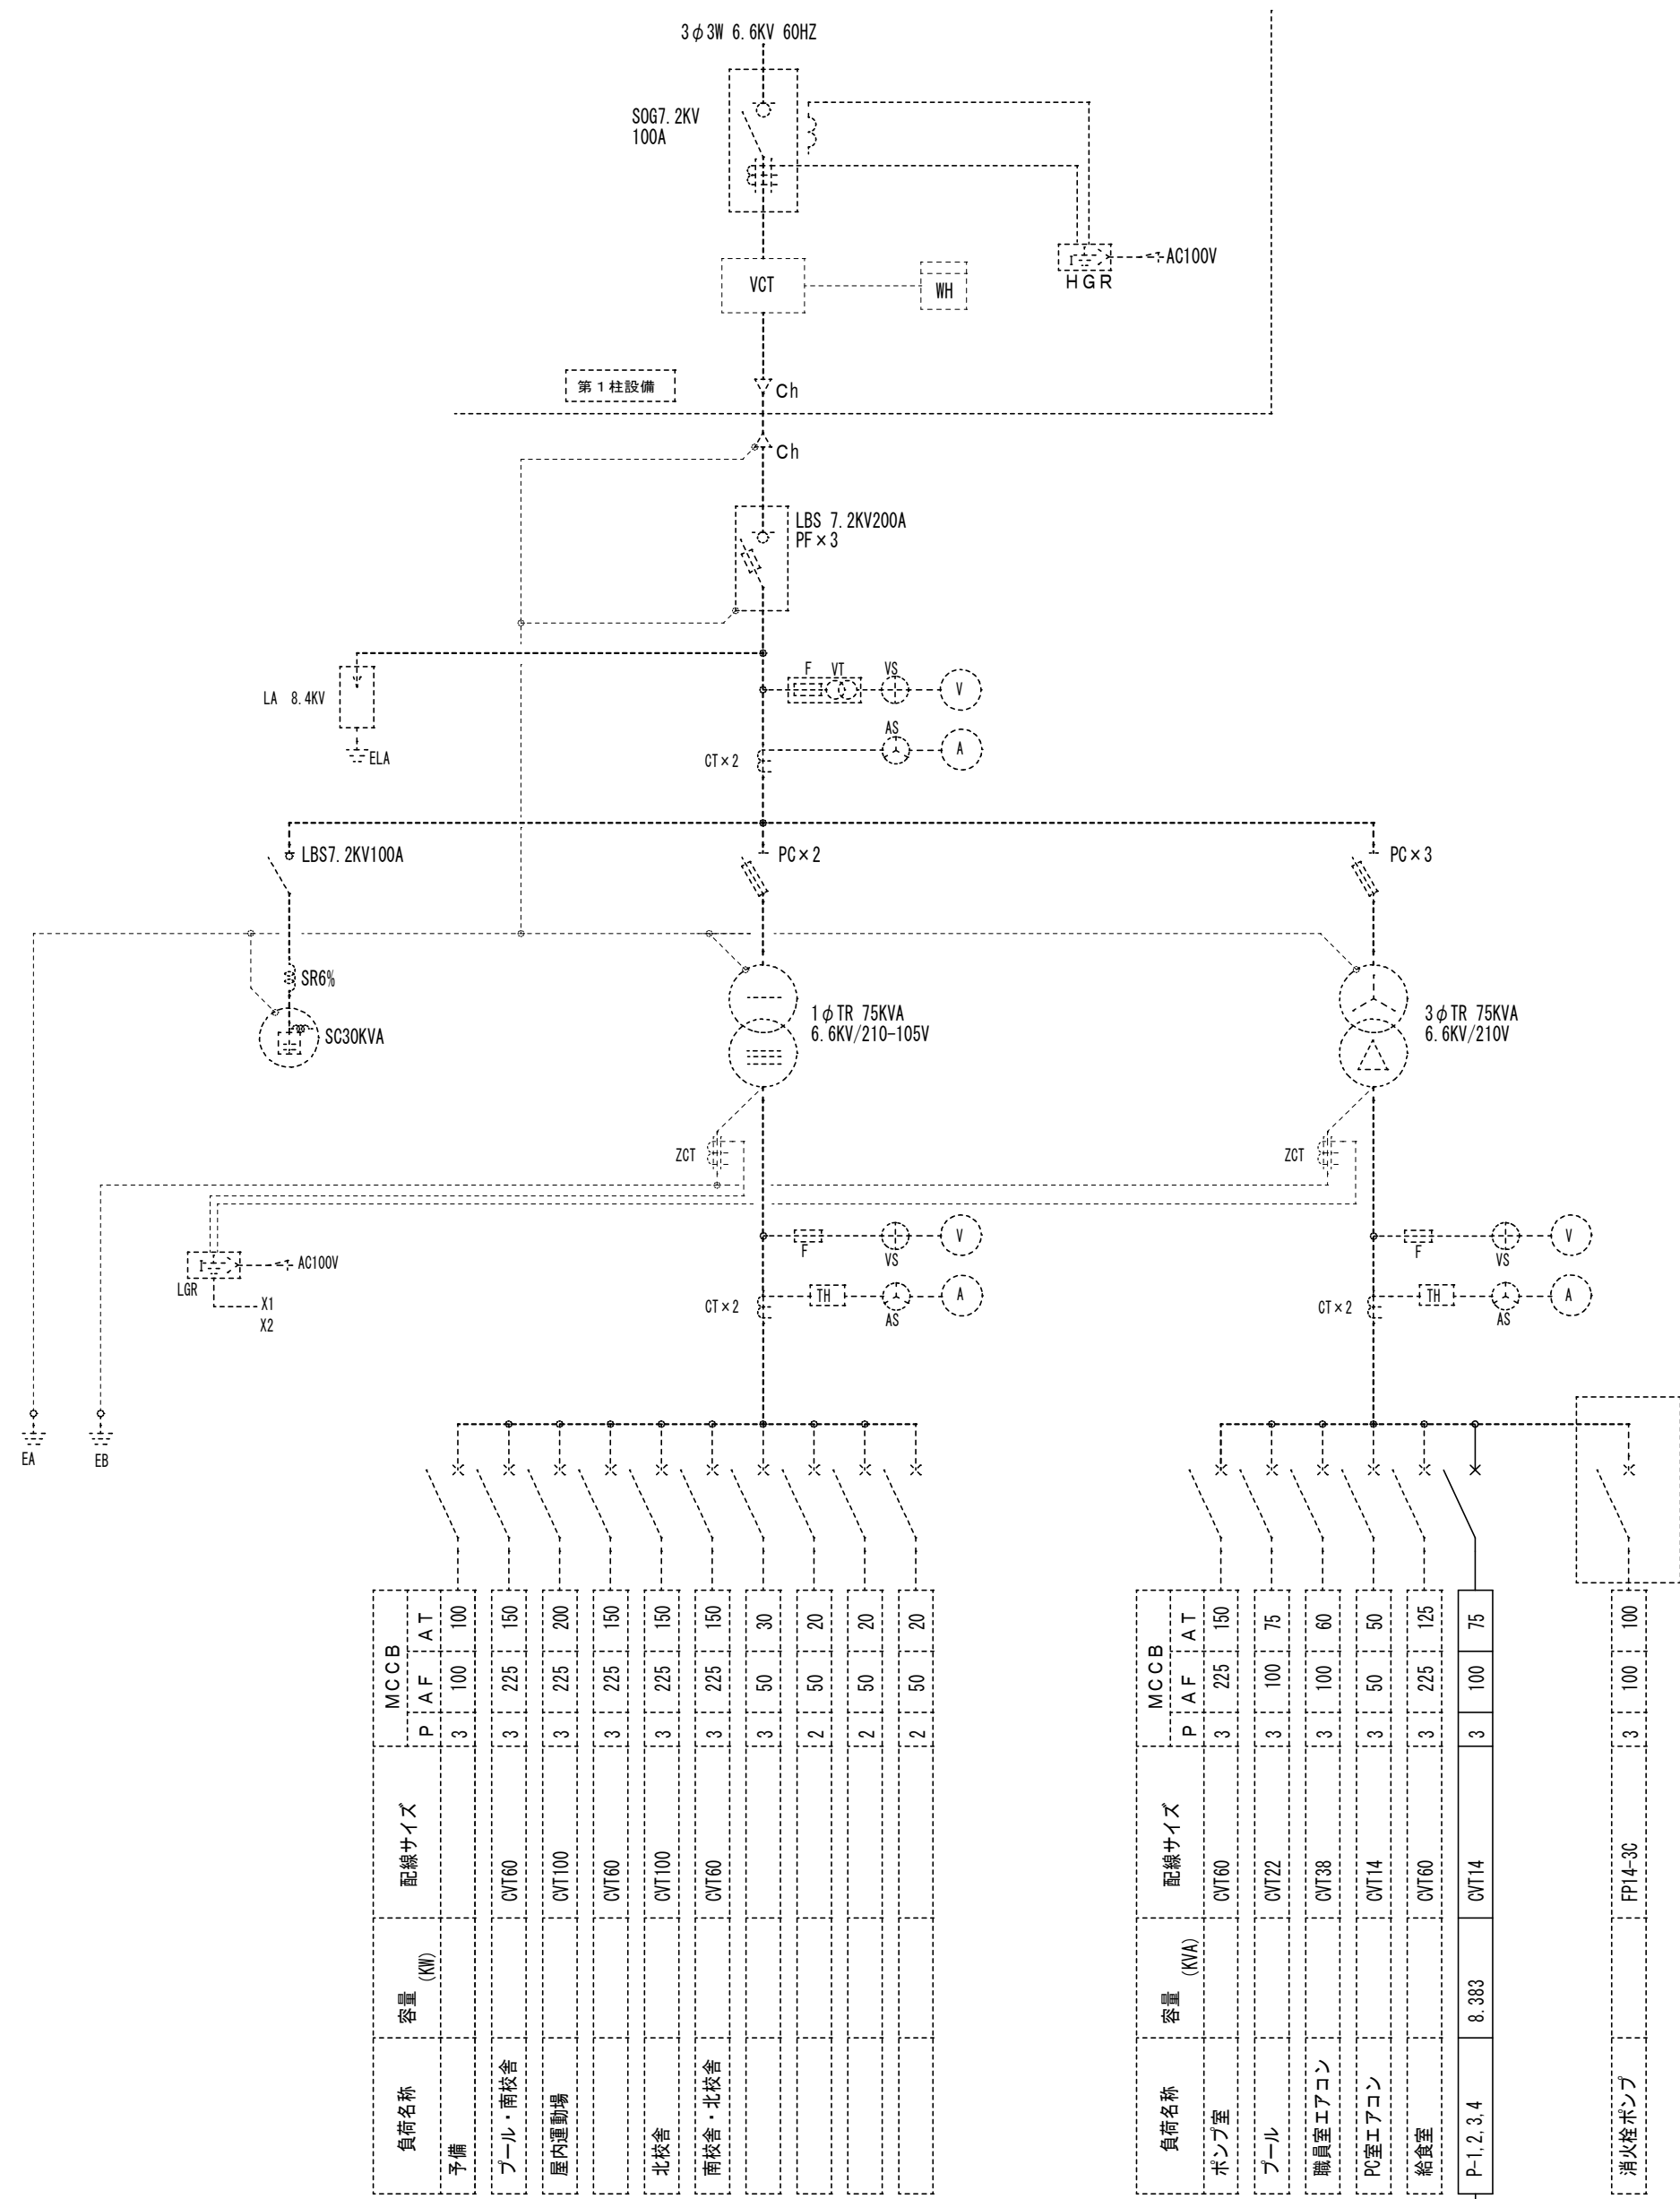 3φ3W 6.6KV 60HZ
SOG7.2KV
100A
AC100V
HGR
VCT
WH
第1柱設備
Ch
Ch
LBS 7.2KV200A
PF×3
F
VT
VS
V
LA 8.4KV
ELA
AS
A
CT×2
LBS7.2KV100A
PC×2
PC×3
SR6%
SC30KVA
1φTR 75KVA
6.6KV/210-105V
3φTR 75KVA
6.6KV/210V
ZCT
ZCT
F
VS
V
F
VS
V
LGR
AC100V
X1
X2
CT×2
TH
AS
A
CT×2
TH
AS
A
EA
EB
負荷名称 容量(KW) 配線サイズ MCCB
P AF AT
予備 3 100 100
プール・南校舎 CVT60 3 225 150
屋内運動場 CVT100 3 225 200
CVT60 3 225 150
北校舎 CVT100 3 225 150
南校舎・北校舎 CVT60 3 225 150
3 50 30
2 50 20
2 50 20
2 50 20
負荷名称 容量(KVA) 配線サイズ MCCB
P AF AT
ポンプ室 CVT60 3 225 150
プール CVT22 3 100 75
職員室エアコン CVT38 3 100 60
PC室エアコン CVT14 3 50 50
給食室 CVT60 3 225 125
P-1,2,3,4 8.383 CVT14 3 100 75
消火栓ポンプ FP14-3C 3 100 100